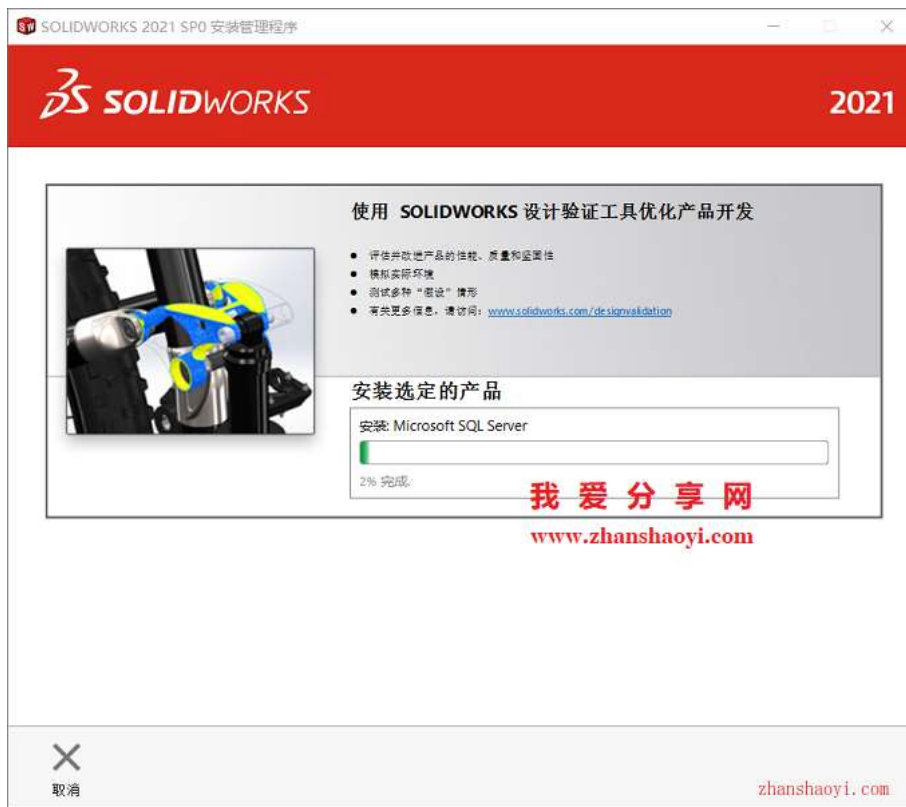 SOLIDWORKS 2021 SP0 安装管理程序
SOLIDWORKS
2021
使用 SOLIDWORKS 设计验证工具优化产品开发
评估并改进产品的性能、质量和坚固性
模拟实际环境
测试多种“假设”情形
有关更多信息，请访问：www.solidworks.com/designvalidation
安装选定的产品
安装: Microsoft SQL Server
2% 完成.
我爱分享网
www.zhanshaoyi.com
取消
zhanshaoyi.com